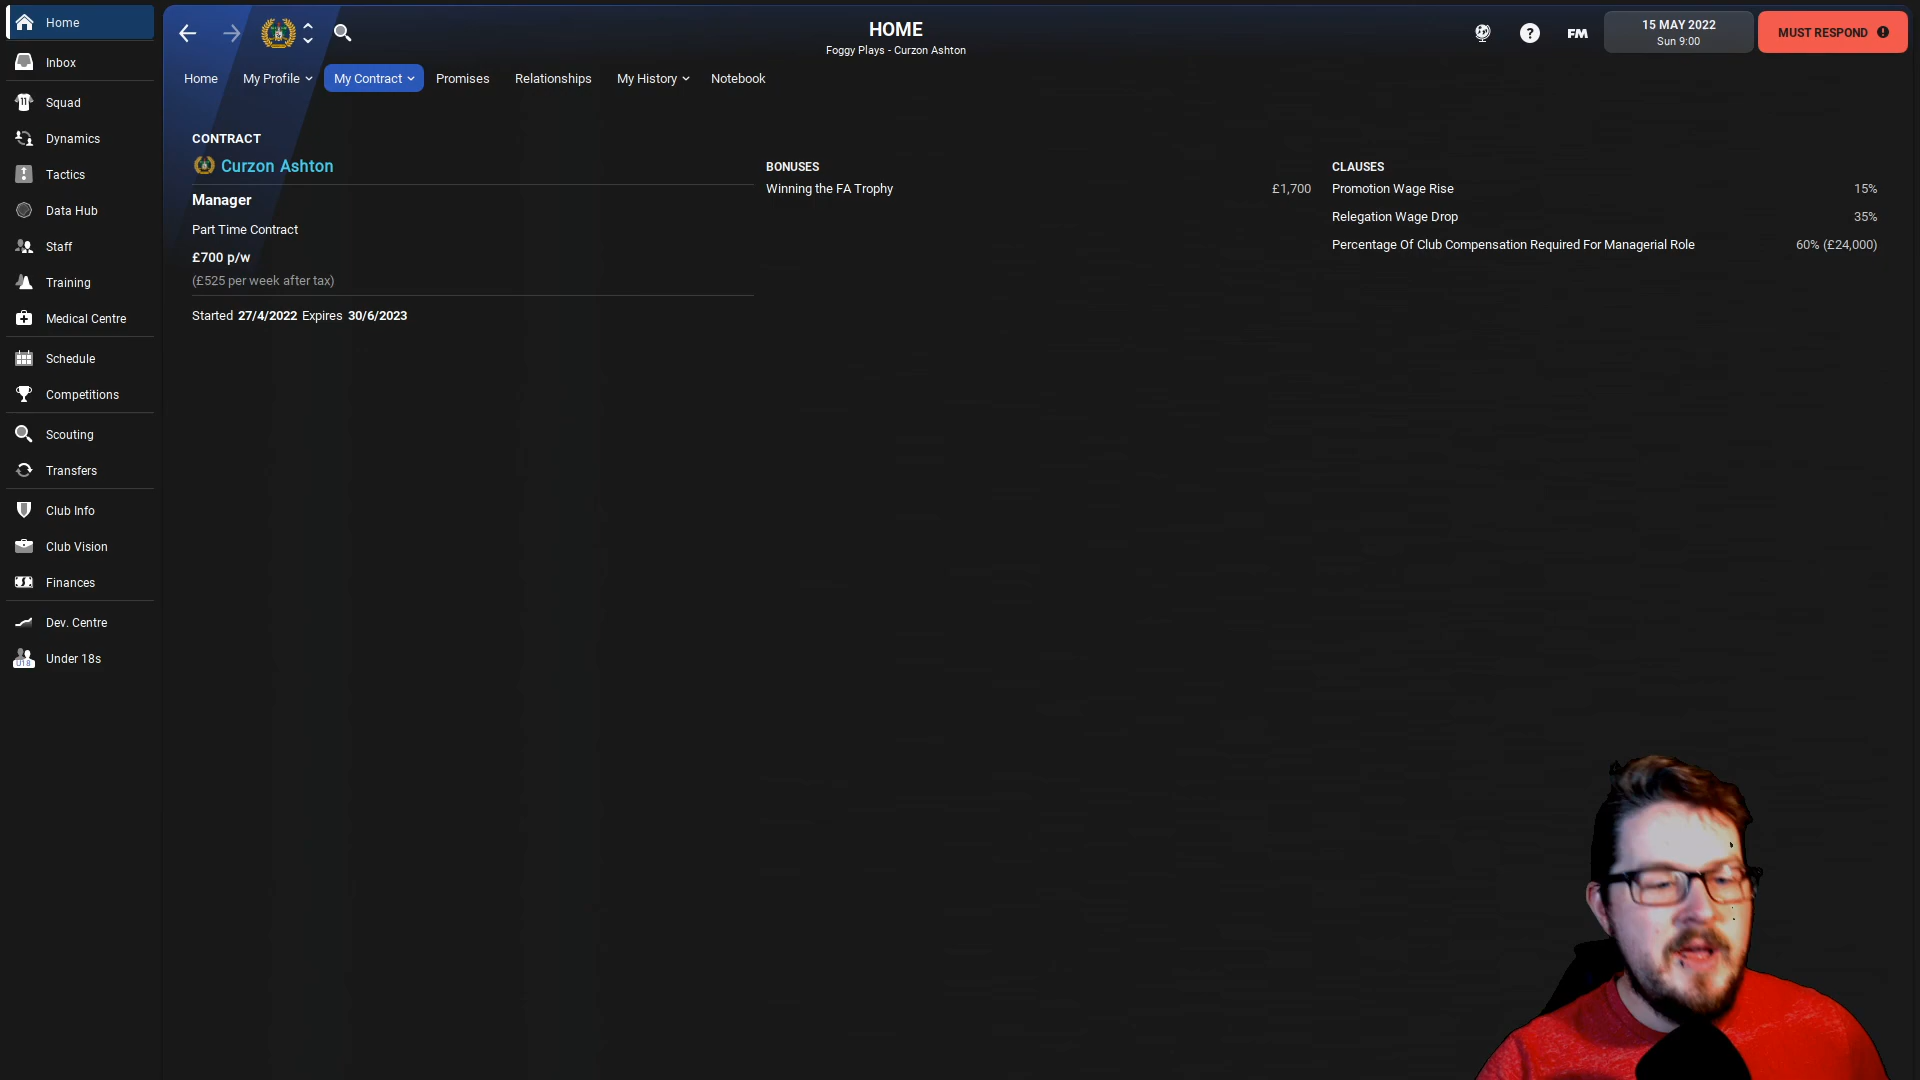 Home
Inbox
Squad
Dynamics
Tactics
Data Hub
Staff
Training
Medical Centre
Schedule
Competitions
Scouting
Transfers
Club Info
Club Vision
Finances
Dev. Centre
U18 Under 18s
HOME
Foggy Plays - Curzon Ashton
FM
15 MAY 2022
Sun 9:00
MUST RESPOND
Home My Profile My Contract Promises Relationships My History Notebook
CONTRACT
Curzon Ashton
Manager
Part Time Contract
£700 p/w
(£525 per week after tax)
Started 27/4/2022 Expires 30/6/2023
BONUSES
Winning the FA Trophy £1,700
CLAUSES
Promotion Wage Rise 15%
Relegation Wage Drop 35%
Percentage Of Club Compensation Required For Managerial Role 60% (£24,000)